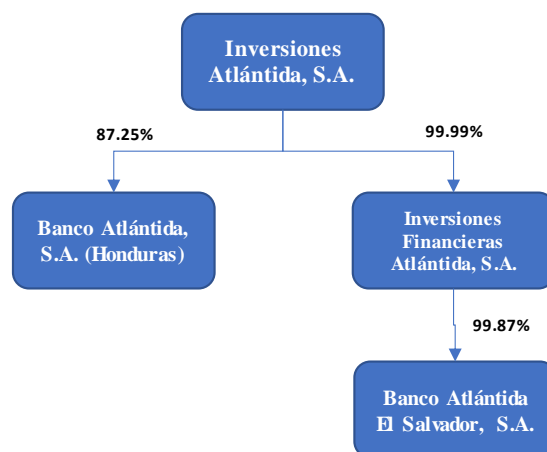 Inversiones
Atlántida, S.A.
87.25%
99.99%
Banco Atlántida,
S.A. (Honduras)
Inversiones
Financieras
Atlántida, S.A.
99.87%
Banco Atlántida
El Salvador, S.A.